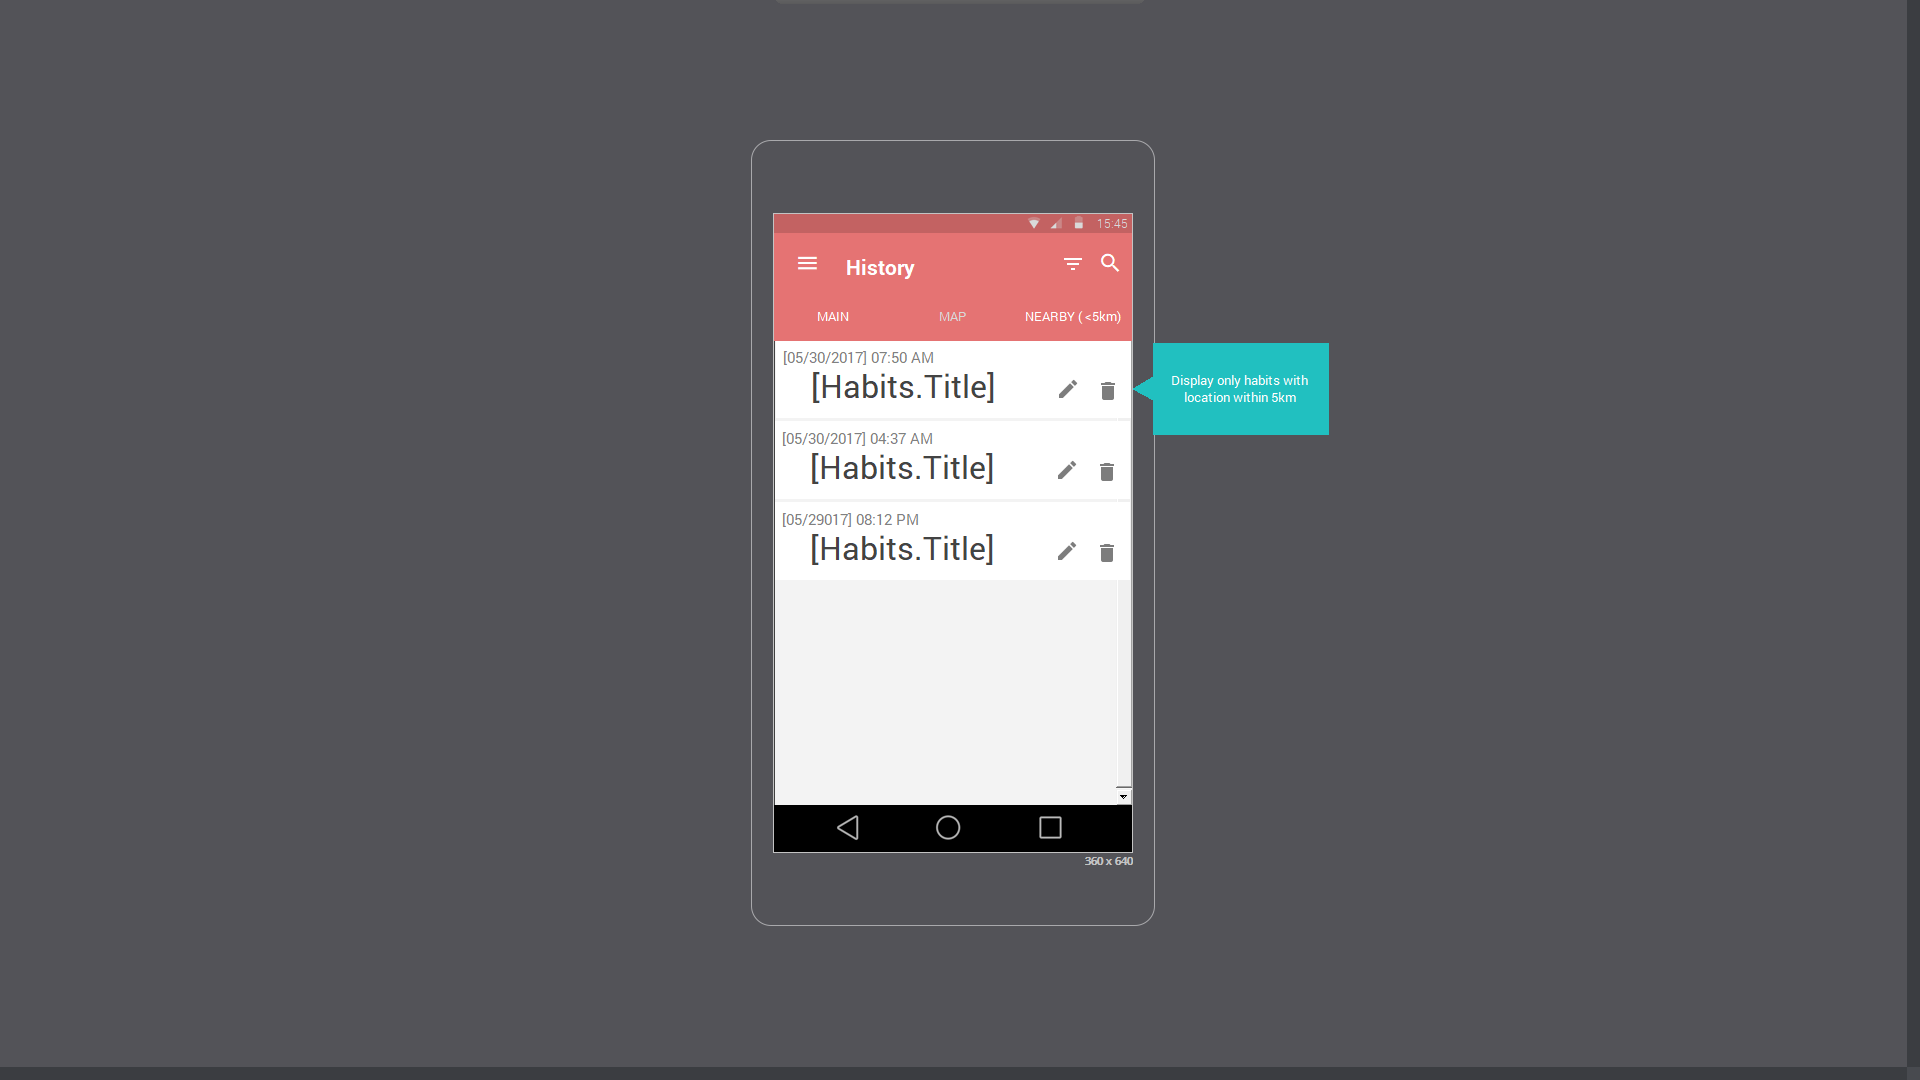 15:45
History
MAIN MAP NEARBY ( <5km)
[05/30/2017] 07:50 AM
[Habits.Title]
Display only habits with
location within 5km
[05/30/2017] 04:37 AM
[Habits.Title]
[05/29017] 08:12 PM
[Habits.Title]
360 x 640